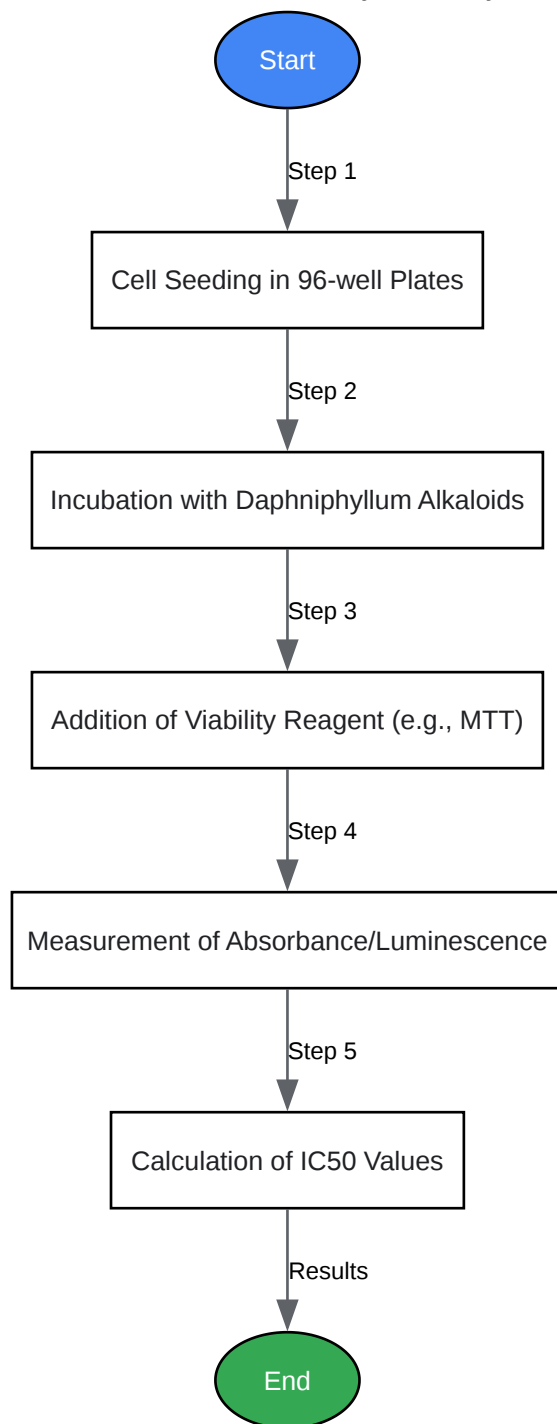 Start
Step 1
Cell Seeding in 96-well Plates
Step 2
Incubation with Daphniphyllum Alkaloids
Step 3
Addition of Viability Reagent (e.g., MTT)
Step 4
Measurement of Absorbance/Luminescence
Step 5
Calculation of IC50 Values
Results
End